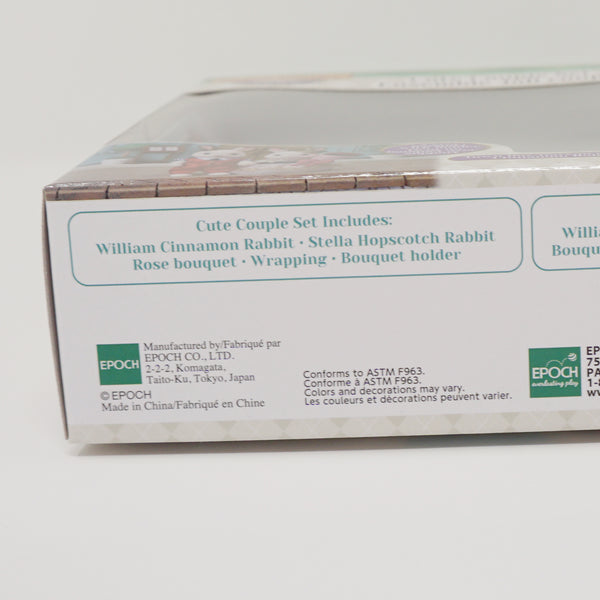 Cute Couple Set Includes:
William Cinnamon Rabbit • Stella Hopscotch Rabbit
Rose bouquet • Wrapping • Bouquet holder
EPOCH
Manufactured by/Fabriqué par
EPOCH CO., LTD.
2-2-2, Komagata,
Taito-Ku, Tokyo, Japan
© EPOCH
Made in China/Fabriqué en Chine
Conforms to ASTM F963.
Conforme à ASTM F963.
Colors and decorations may vary.
Les couleurs et décorations peuvent varier.
EPOCH
everlasting play